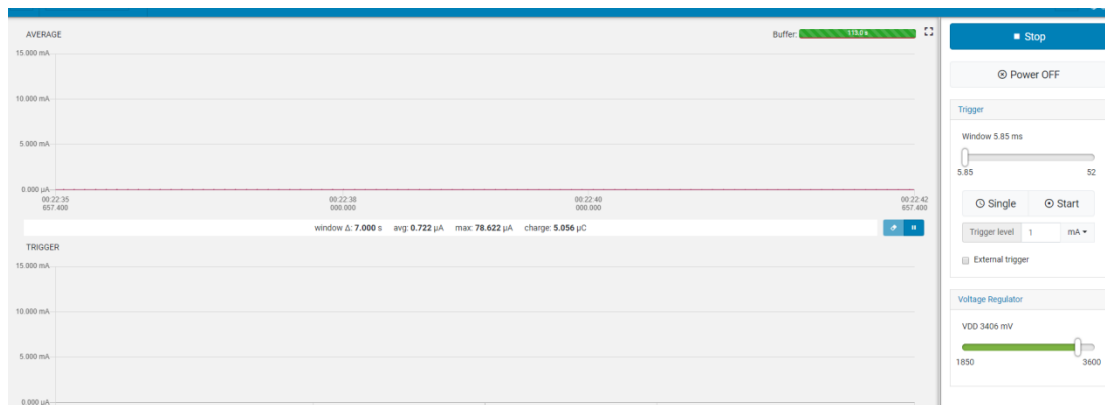 AVERAGE
Buffer: 113.0 s
15.000 mA
10.000 mA
5.000 mA
0.000 µA
00:22:35 00:22:38 00:22:40 00:22:42
657.400 000.000 000.000 657.400
window Δ: 7.000 s avg: 0.722 µA max: 78.622 µA charge: 5.056 µC
TRIGGER
15.000 mA
10.000 mA
5.000 mA
0.000 µA
Stop
Power OFF
Trigger
Window 5.85 ms
5.85 52
Single Start
Trigger level 1 mA
External trigger
Voltage Regulator
VDD 3406 mV
1850 3600